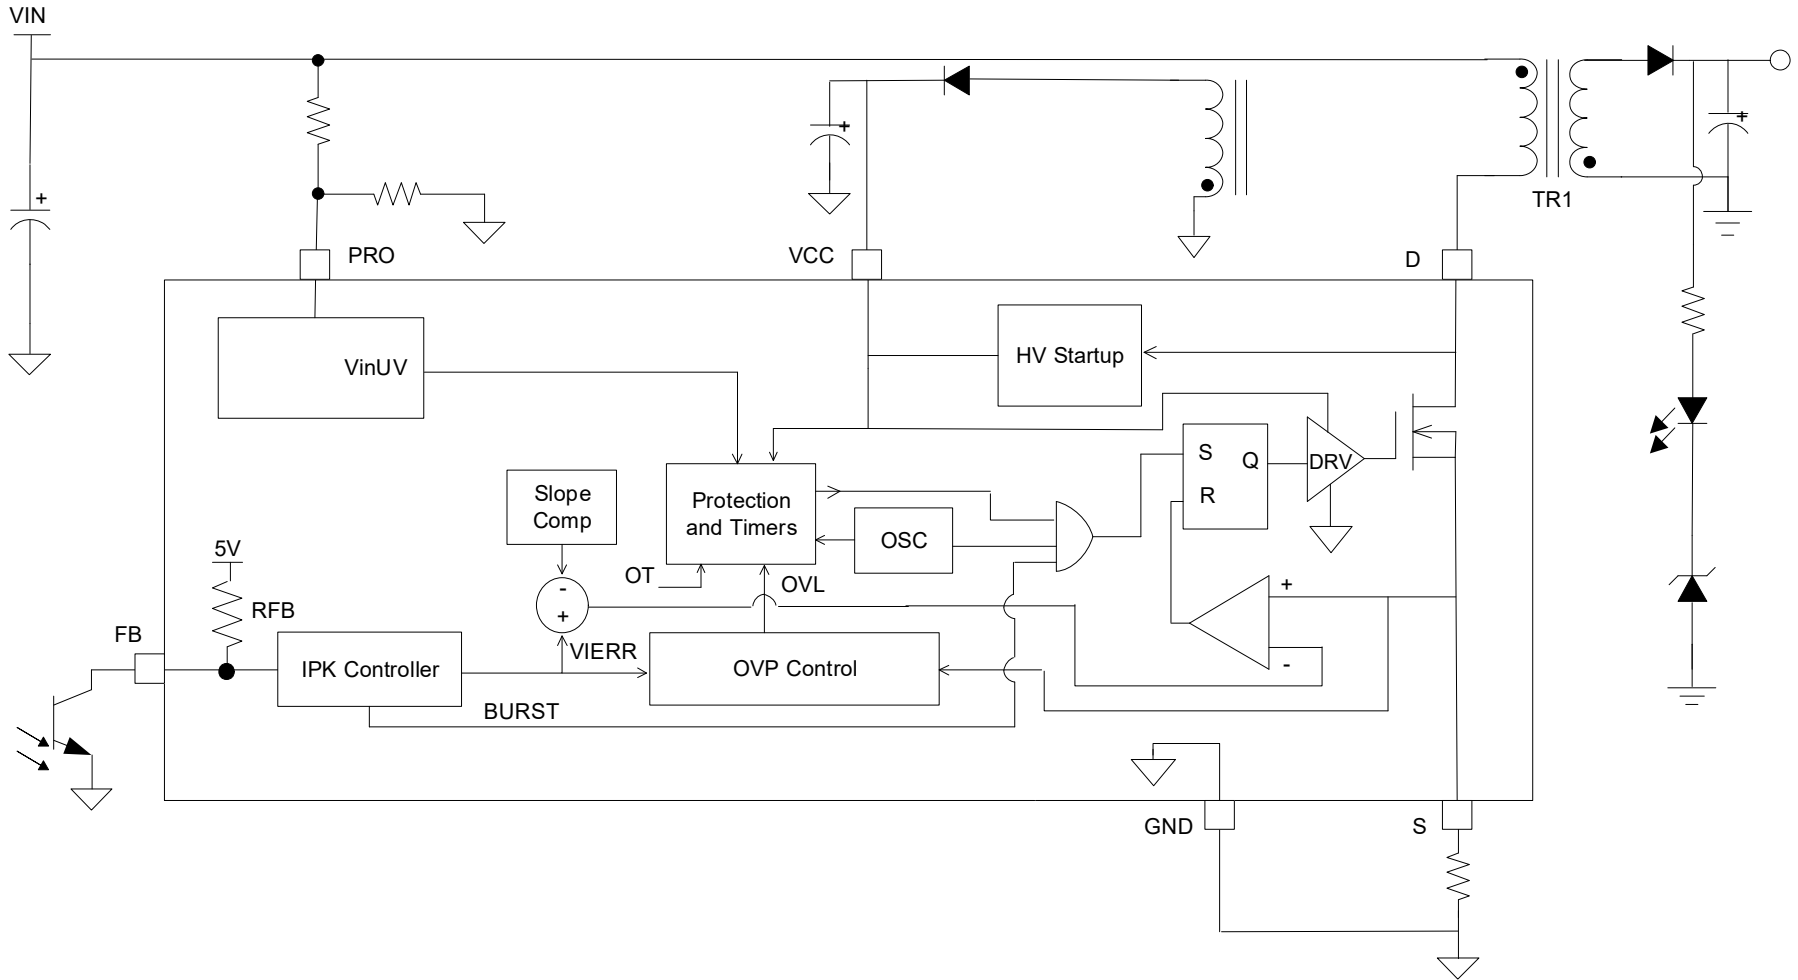 VIN
+
+
+
TR1
PRO
VCC
D
VinUV
HV Startup
S
Q
R
DRV
Slope
Comp
Protection
and Timers
OSC
5V
OT
OVL
-
+
+
RFB
FB
VIERR
IPK Controller
OVP Control
-
BURST
GND
S